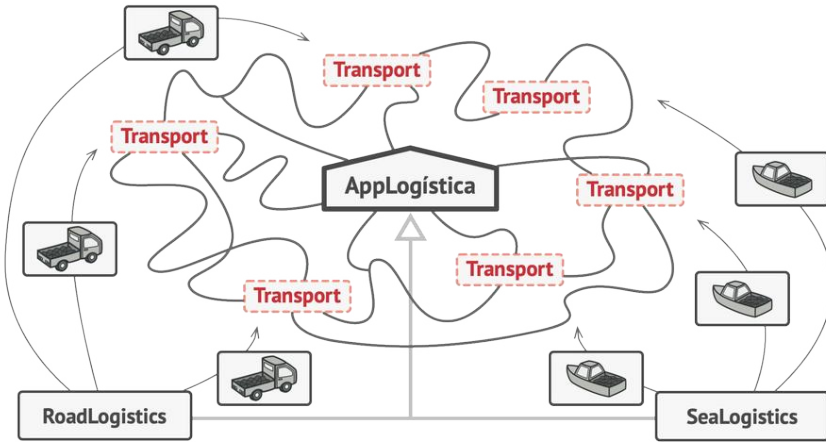 Transport
Transport
Transport
AppLogística
Transport
Transport
Transport
RoadLogistics
SeaLogistics